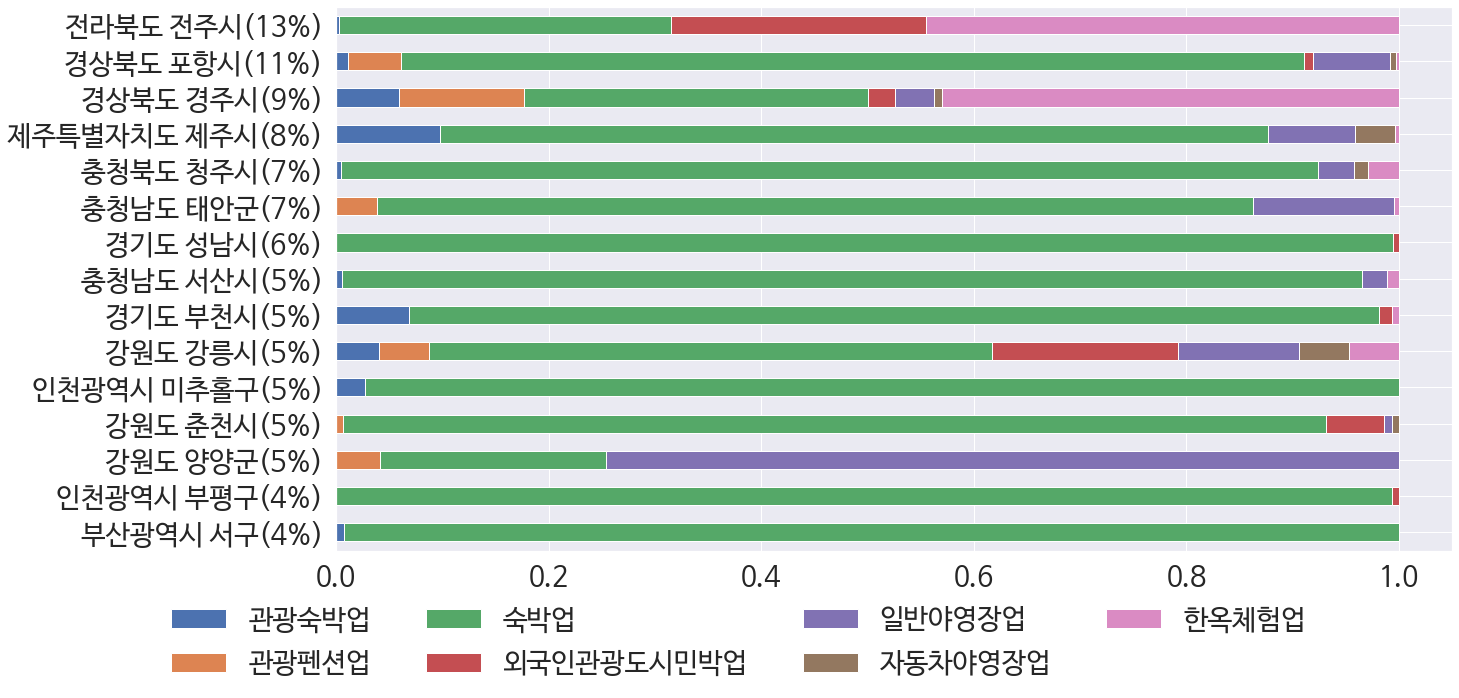 전라북도 전주시(13%)
경상북도 포항시(11%)
경상북도 경주시(9%)
제주특별자치도 제주시(8%)
충청북도 청주시(7%)
충청남도 태안군(7%)
경기도 성남시(6%)
충청남도 서산시(5%)
경기도 부천시(5%)
강원도 강릉시(5%)
인천광역시 미추홀구(5%)
강원도 춘천시(5%)
강원도 양양군(5%)
인천광역시 부평구(4%)
부산광역시 서구(4%)
0.0 0.2 0.4 0.6 0.8 1.0
관광숙박업 숙박업 일반야영장업 한옥체험업
관광펜션업 외국인관광도시민박업 자동차야영장업